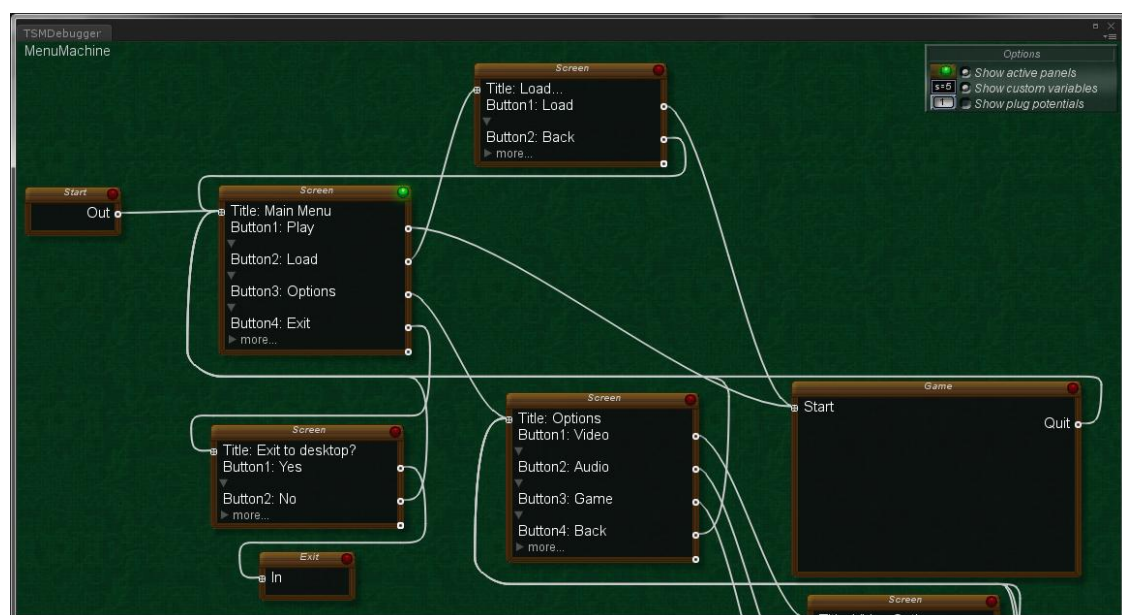 TSMDebugger
MenuMachine
Options
Show active panels
s=5 Show custom variables
1 Show plug potentials
Screen
Title: Load...
Button1: Load
Button2: Back
more...
Start
Out
Screen
Title: Main Menu
Button1: Play
Button2: Load
Button3: Options
Button4: Exit
more...
Screen
Title: Exit to desktop?
Button1: Yes
Button2: No
more...
Exit
In
Screen
Title: Options
Button1: Video
Button2: Audio
Button3: Game
Button4: Back
more...
Game
Start
Quit
Screen